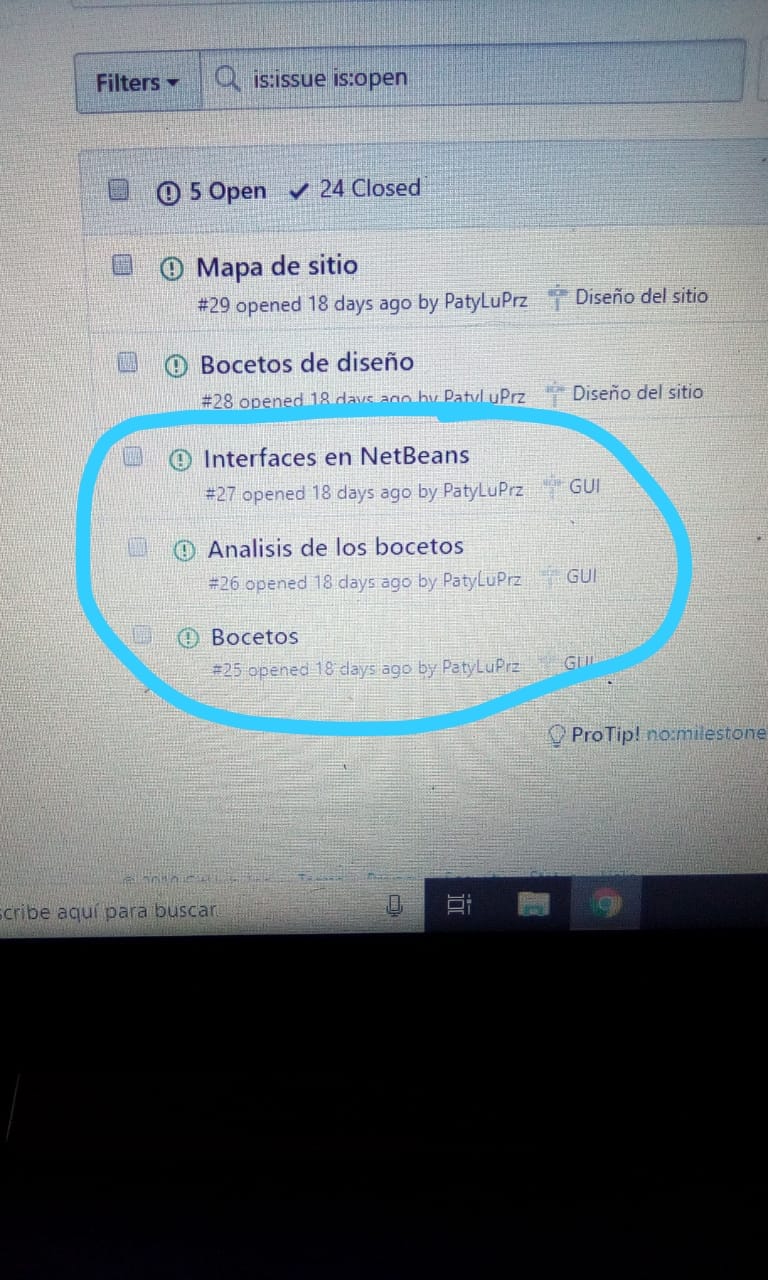 Filters
is:issue is:open
5 Open 24 Closed
Mapa de sitio
#29 opened 18 days ago by PatyLuPrz Diseño del sitio
Bocetos de diseño
#28 opened 18 days ago by PatyLuPrz Diseño del sitio
Interfaces en NetBeans
#27 opened 18 days ago by PatyLuPrz GUI
Analisis de los bocetos
#26 opened 18 days ago by PatyLuPrz GUI
Bocetos
#25 opened 18 days ago by PatyLuPrz GUI
ProTip! no:milestone
scribe aquí para buscar